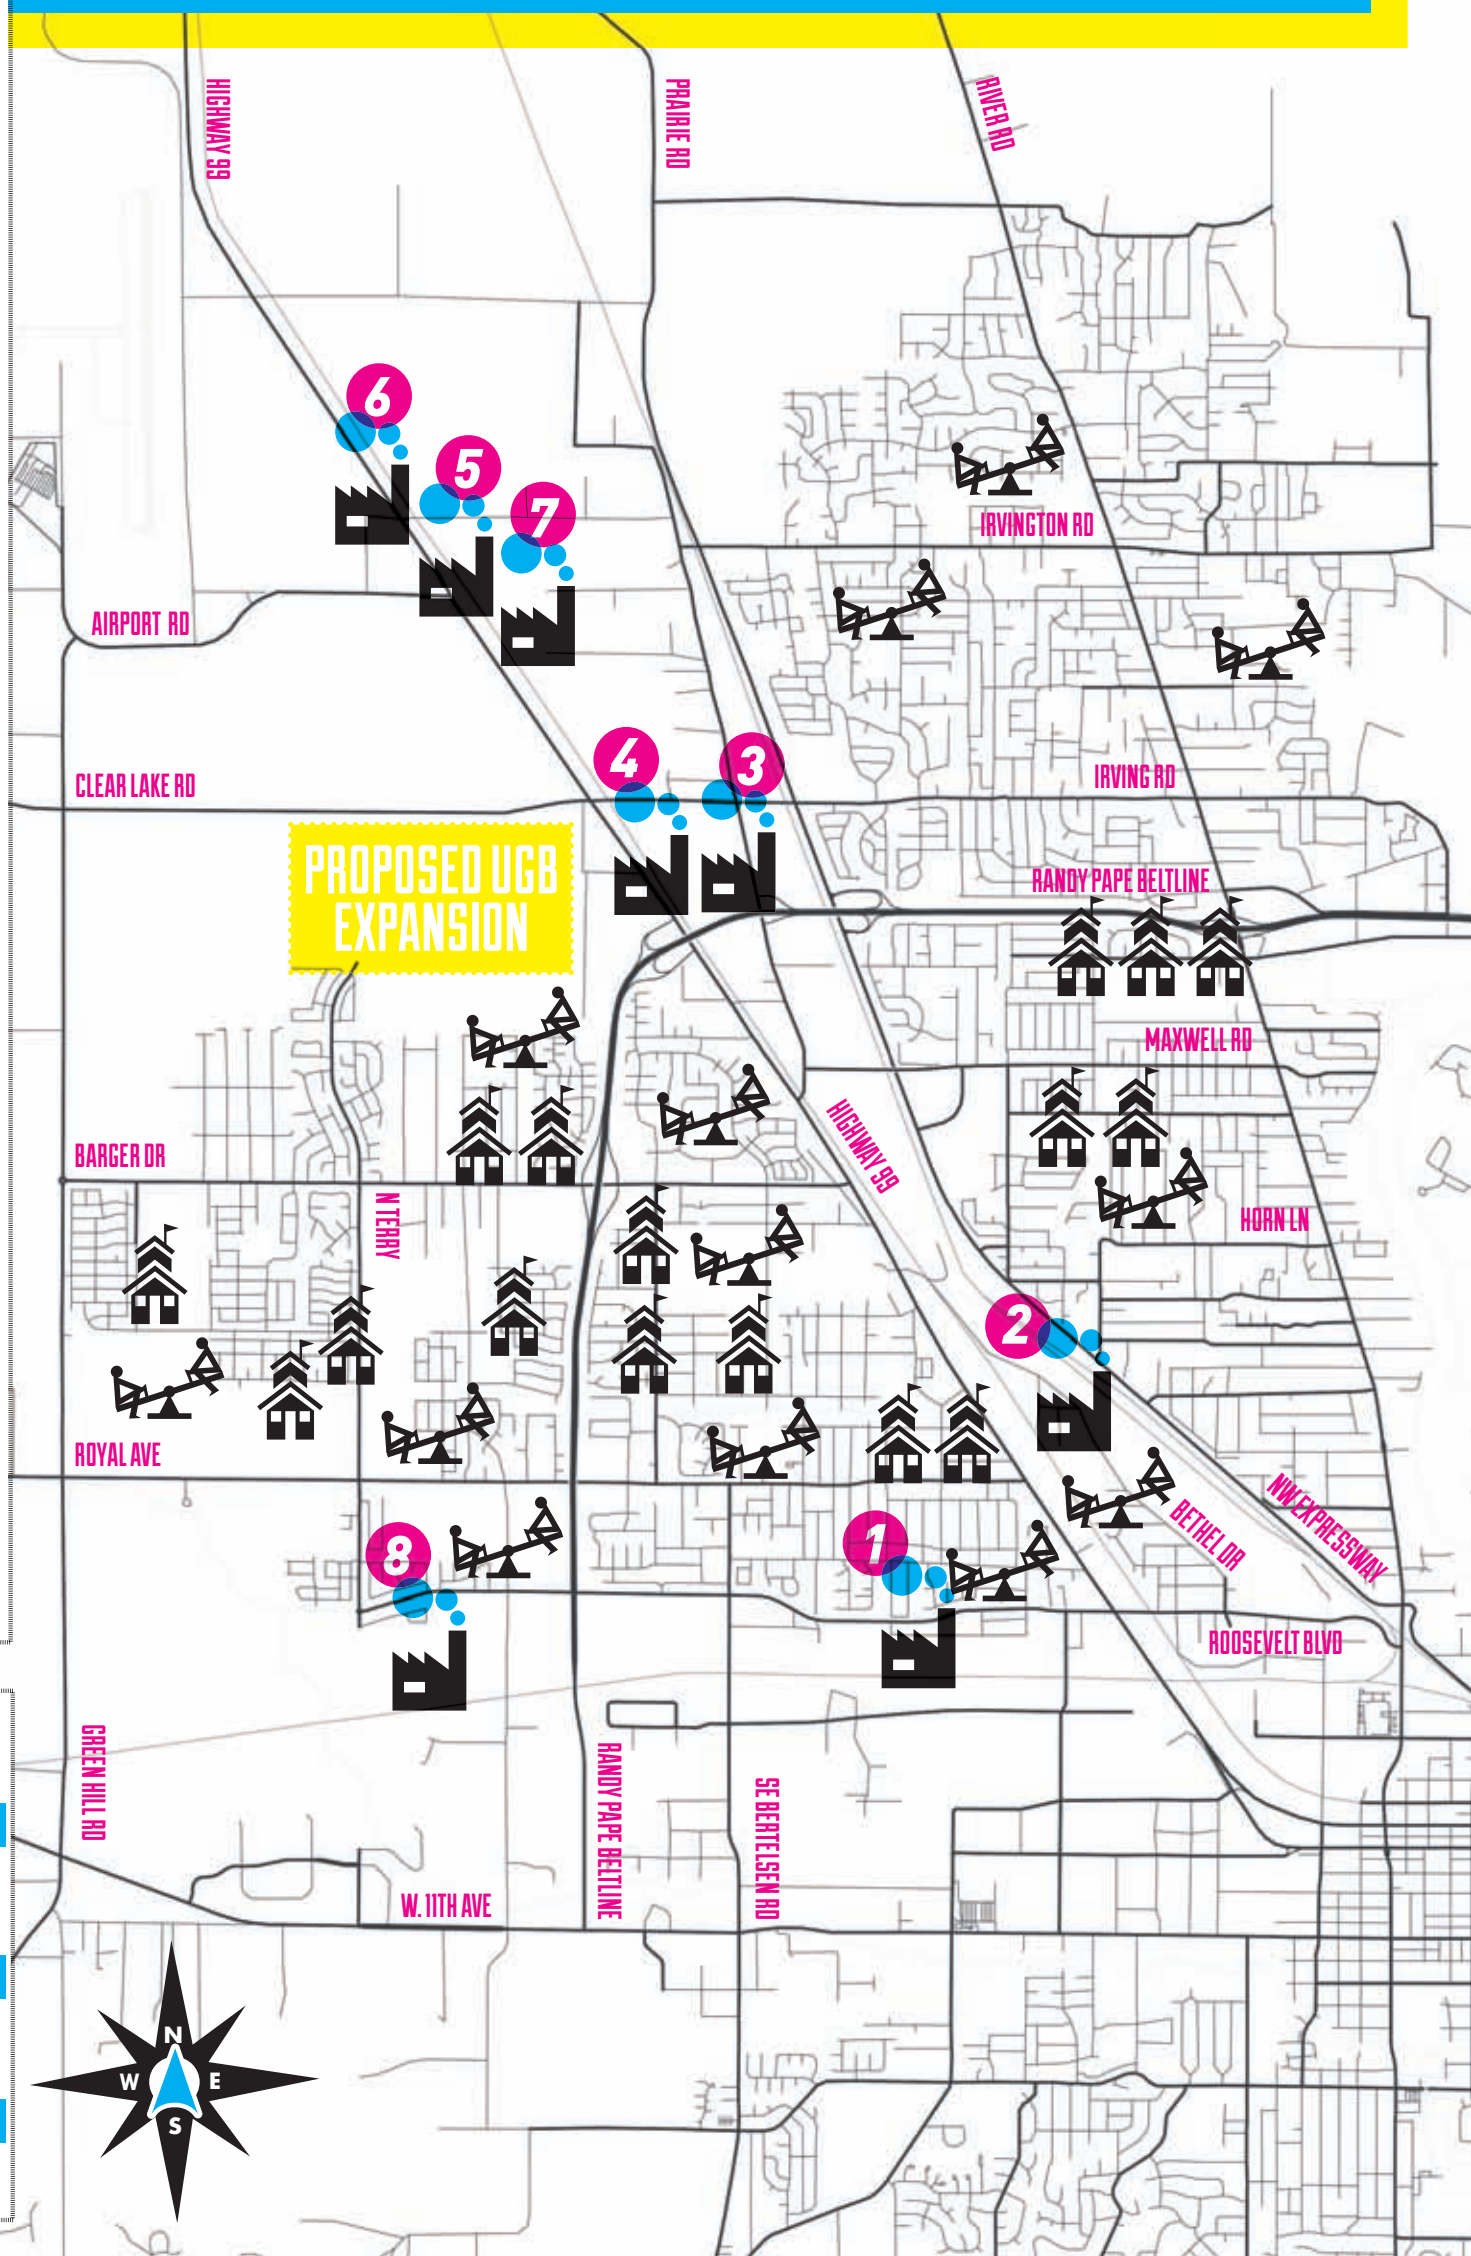 HIGHWAY 99
PRAIRIE RD
RIVER RD
6
5
7
IRVINGTON RD
AIRPORT RD
4
3
CLEAR LAKE RD
IRVING RD
PROPOSED UGB
EXPANSION
RANDY PAPE BELTLINE
MAXWELL RD
HIGHWAY 99
BARGER DR
N TERRY
HORN LN
2
ROYAL AVE
NW EXPRESSWAY
BETHEL DR
1
8
ROOSEVELT BLVD
GREEN HILL RD
RANDY PAPE BELTLINE
SE BERTELSEN RD
W. 11TH AVE
N
W
E
S